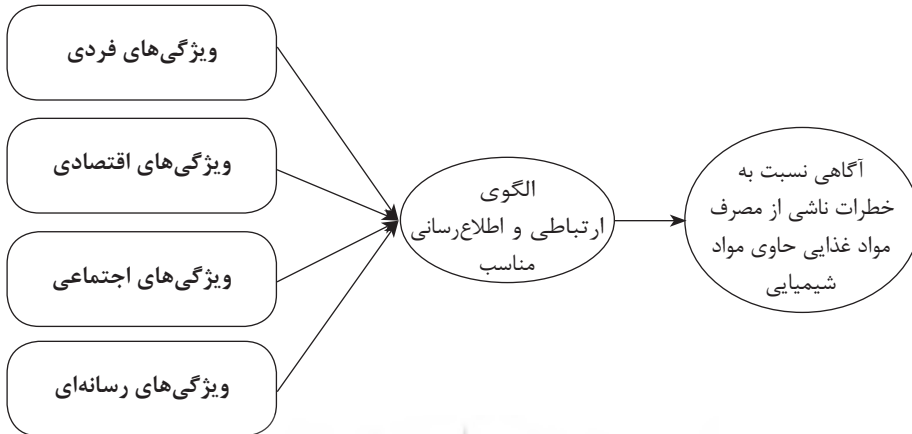 ویژگی‌های فردی
ویژگی‌های اقتصادی
ویژگی‌های اجتماعی
ویژگی‌های رسانه‌ای
الگوی
ارتباطی و اطلاع‌رسانی
مناسب
آگاهی نسبت به
خطرات ناشی از مصرف
مواد غذایی حاوی مواد
شیمیایی